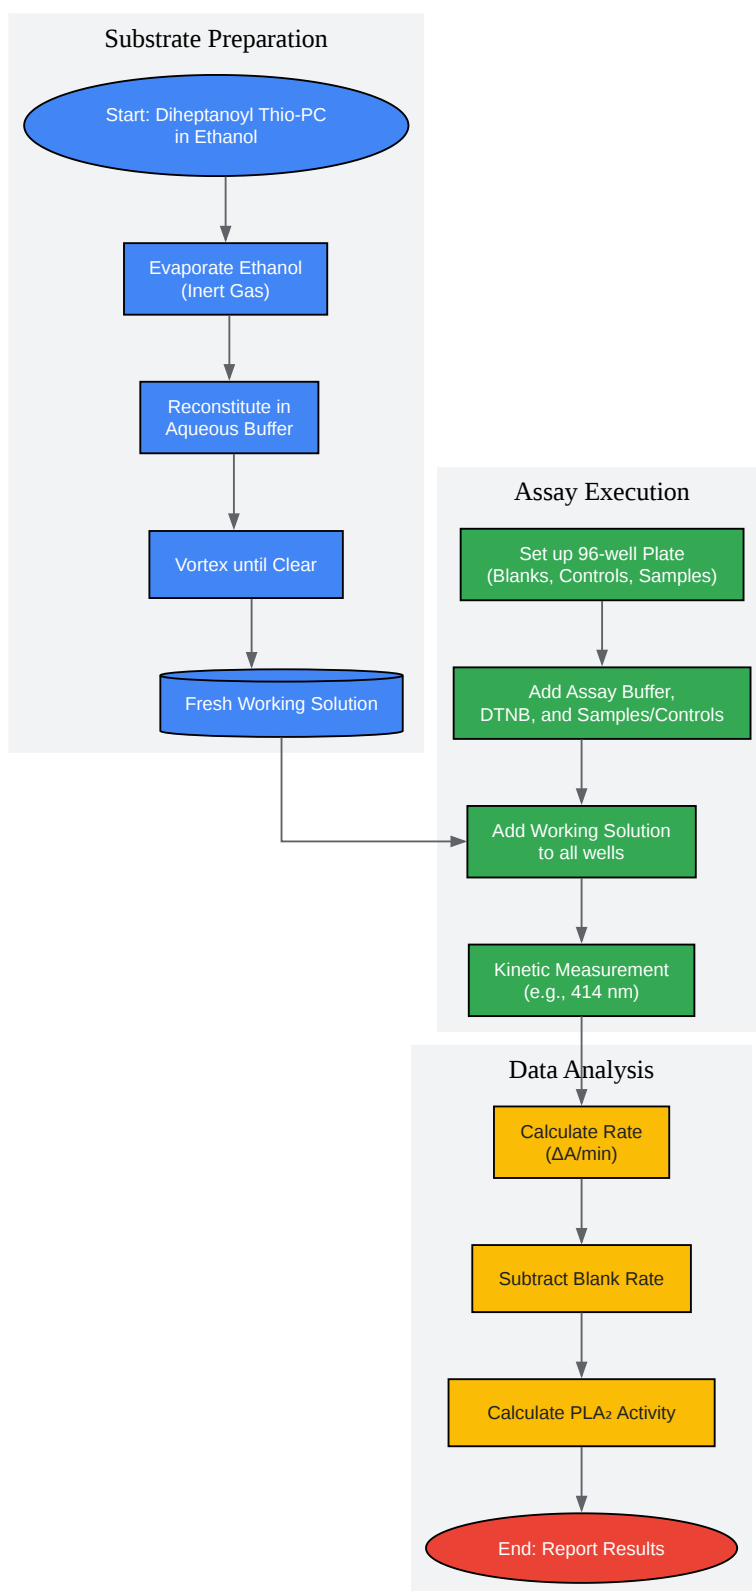 Substrate Preparation
Start: Diheptanoyl Thio-PC
in Ethanol
Evaporate Ethanol
(Inert Gas)
Reconstitute in
Aqueous Buffer
Vortex until Clear
Fresh Working Solution
Assay Execution
Set up 96-well Plate
(Blanks, Controls, Samples)
Add Assay Buffer,
DTNB, and Samples/Controls
Add Working Solution
to all wells
Kinetic Measurement
(e.g., 414 nm)
Data Analysis
Calculate Rate
(ΔA/min)
Subtract Blank Rate
Calculate PLA₂ Activity
End: Report Results